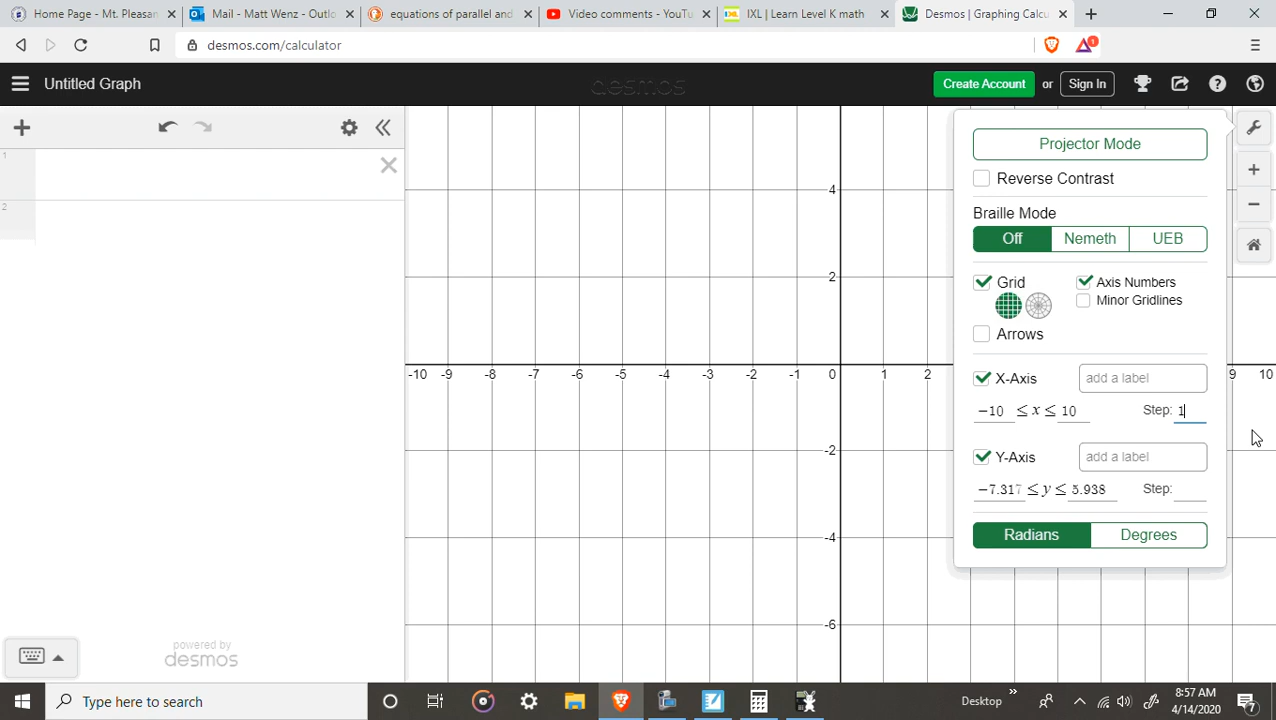 Home Page - Mt. Pleasan
Mail - Matt Warz - Outlo
equations of parallel and
Video comments - YouTu
IXL | Learn Level K math
Desmos | Graphing Calcu
desmos.com/calculator
1
Untitled Graph
desmos
Create Account
or
Sign In
1
2
4
2
-2
-4
-6
-10 -9 -8 -7 -6 -5 -4 -3 -2 -1 0 1 2 9 10
Projector Mode
Reverse Contrast
Braille Mode
Off
Nemeth
UEB
Grid
Axis Numbers
Minor Gridlines
Arrows
X-Axis
add a label
−10 ≤ x ≤ 10
Step: 1
Y-Axis
add a label
−7.317 ≤ y ≤ 5.938
Step:
Radians
Degrees
powered by
desmos
Type here to search
Desktop
8:57 AM
4/14/2020
7